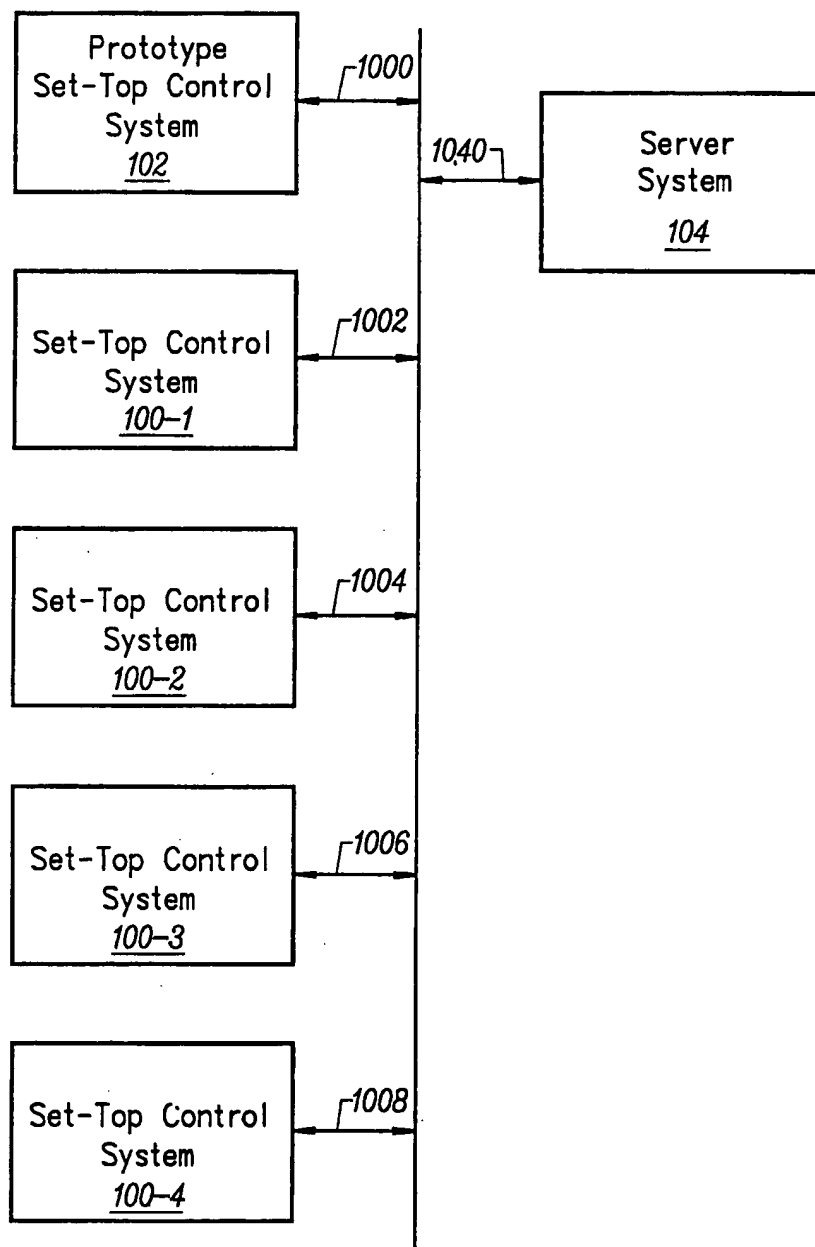 Prototype
Set-Top Control
System
102
1000
1040
Server
System
104
Set-Top Control
System
100-1
1002
Set-Top Control
System
100-2
1004
Set-Top Control
System
100-3
1006
Set-Top Control
System
100-4
1008